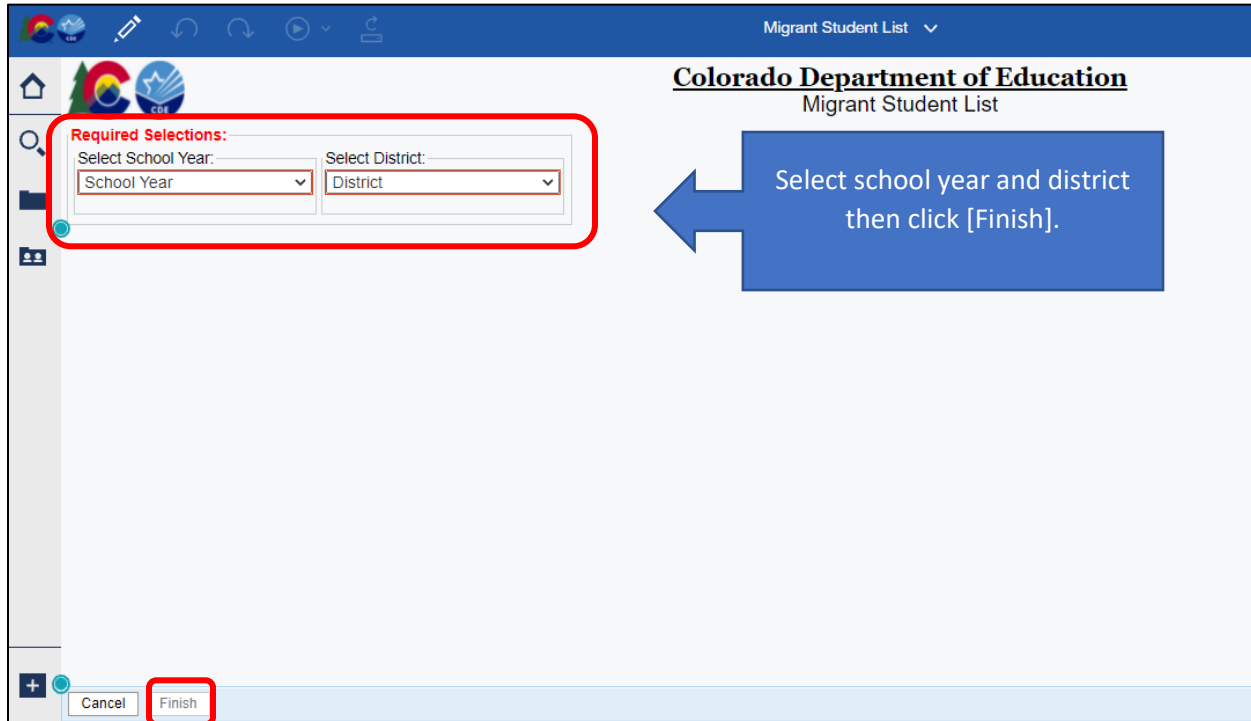 Migrant Student List
Colorado Department of Education
Migrant Student List
CDE
Required Selections:
Select School Year:
Select District:
School Year
District
Select school year and district
then click [Finish].
Cancel
Finish